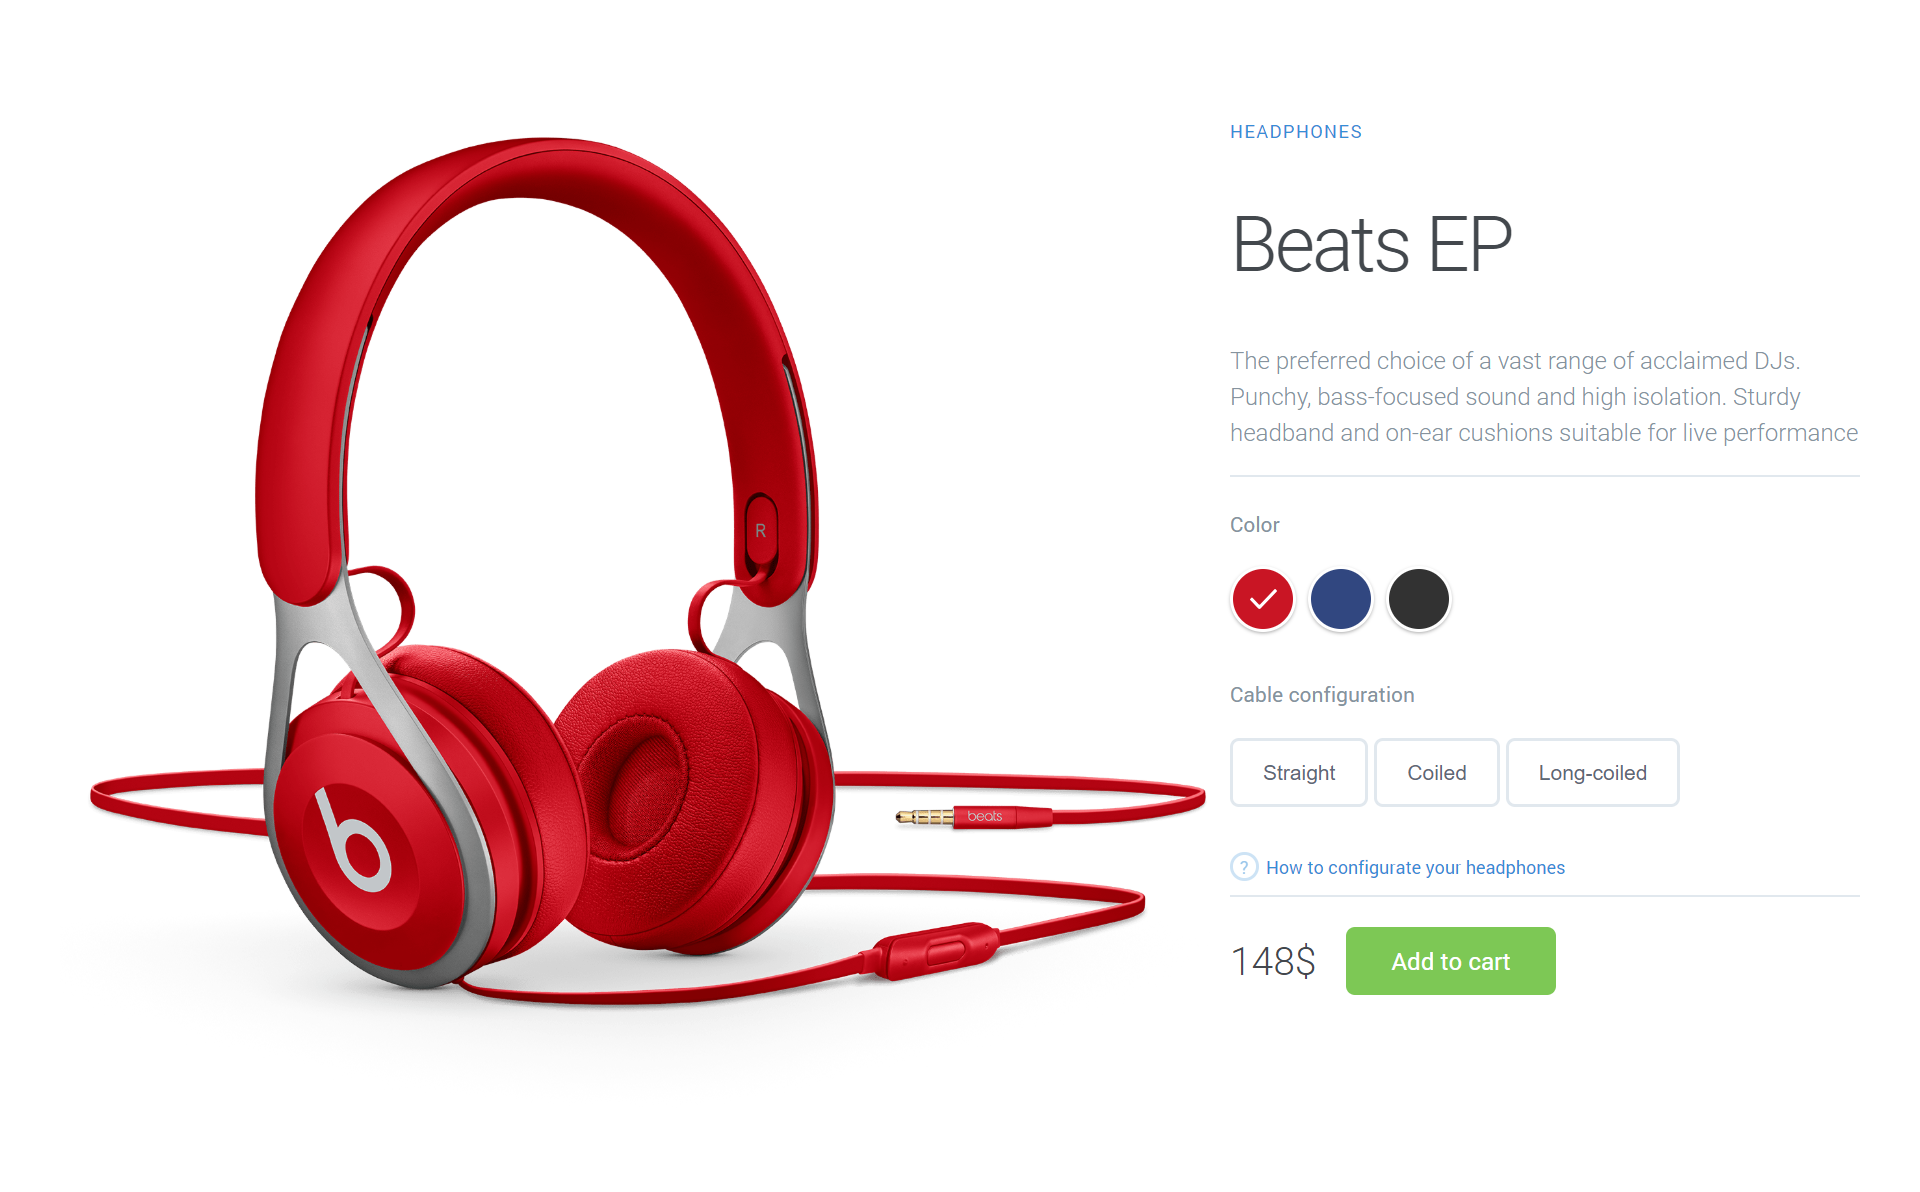 HEADPHONES
Beats EP
The preferred choice of a vast range of acclaimed DJs.
Punchy, bass-focused sound and high isolation. Sturdy
headband and on-ear cushions suitable for live performance
Color
R
Cable configuration
Straight Coiled Long-coiled
beats
b
? How to configurate your headphones
148$ Add to cart